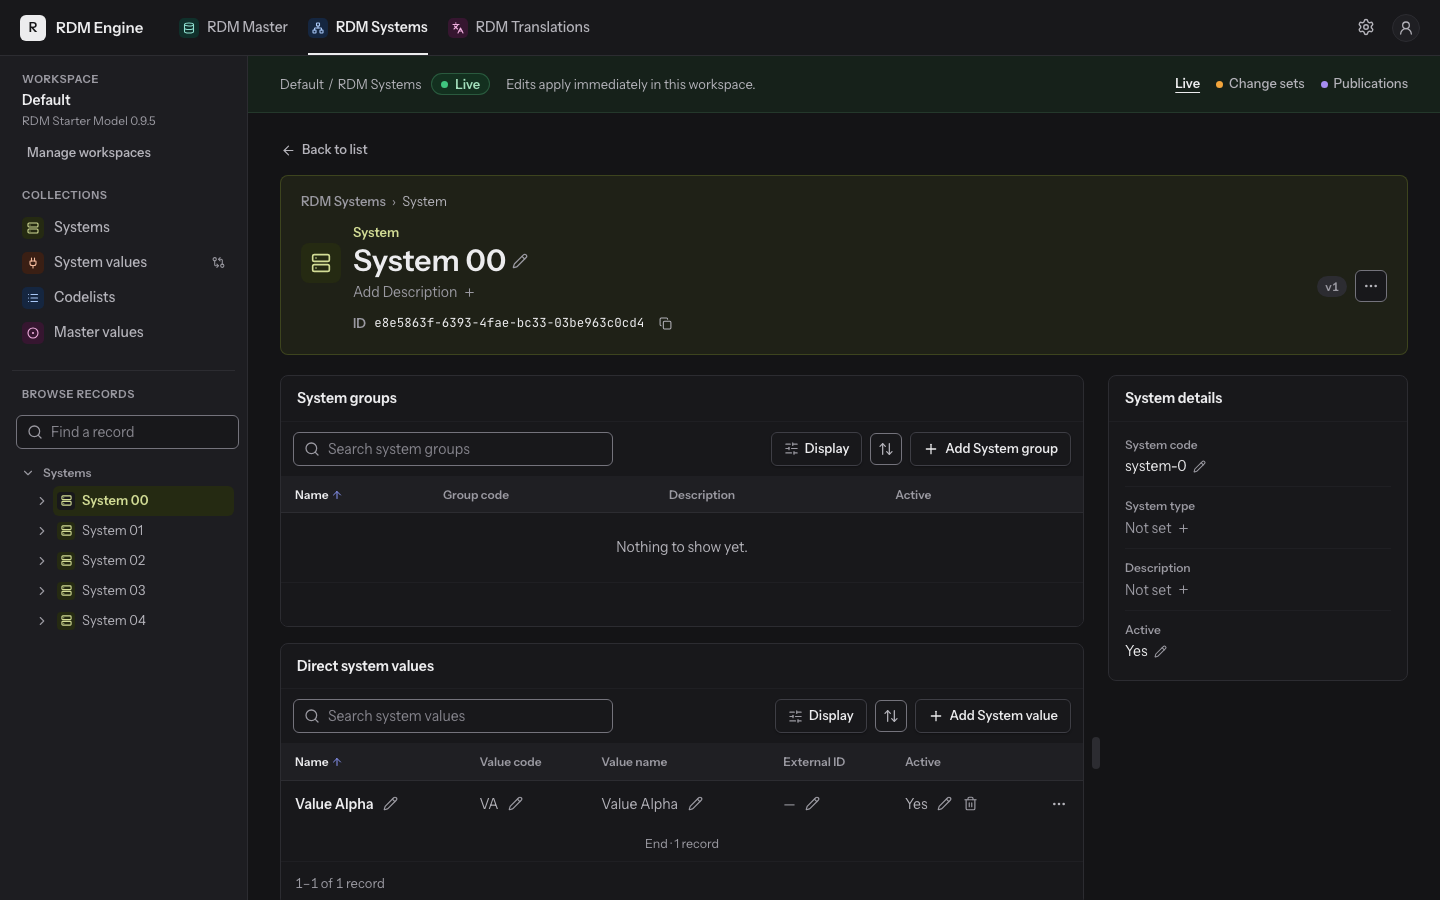 R RDM Engine RDM Master RDM Systems RDM Translations
WORKSPACE
Default
RDM Starter Model 0.9.5
Manage workspaces
COLLECTIONS
Systems
System values
Codelists
Master values
BROWSE RECORDS
Find a record
Systems
System 00
System 01
System 02
System 03
System 04
Default / RDM Systems Live Edits apply immediately in this workspace. Live Change sets Publications
Back to list
RDM Systems › System
System
System 00
Add Description +
ID e8e5863f-6393-4fae-bc33-03be963c0cd4
v1
System groups
Search system groups Display Add System group
Name ↑ Group code Description Active
Nothing to show yet.
Direct system values
Search system values Display Add System value
Name ↑ Value code Value name External ID Active
Value Alpha VA Value Alpha — Yes
End · 1 record
1–1 of 1 record
System details
System code
system-0
System type
Not set +
Description
Not set +
Active
Yes